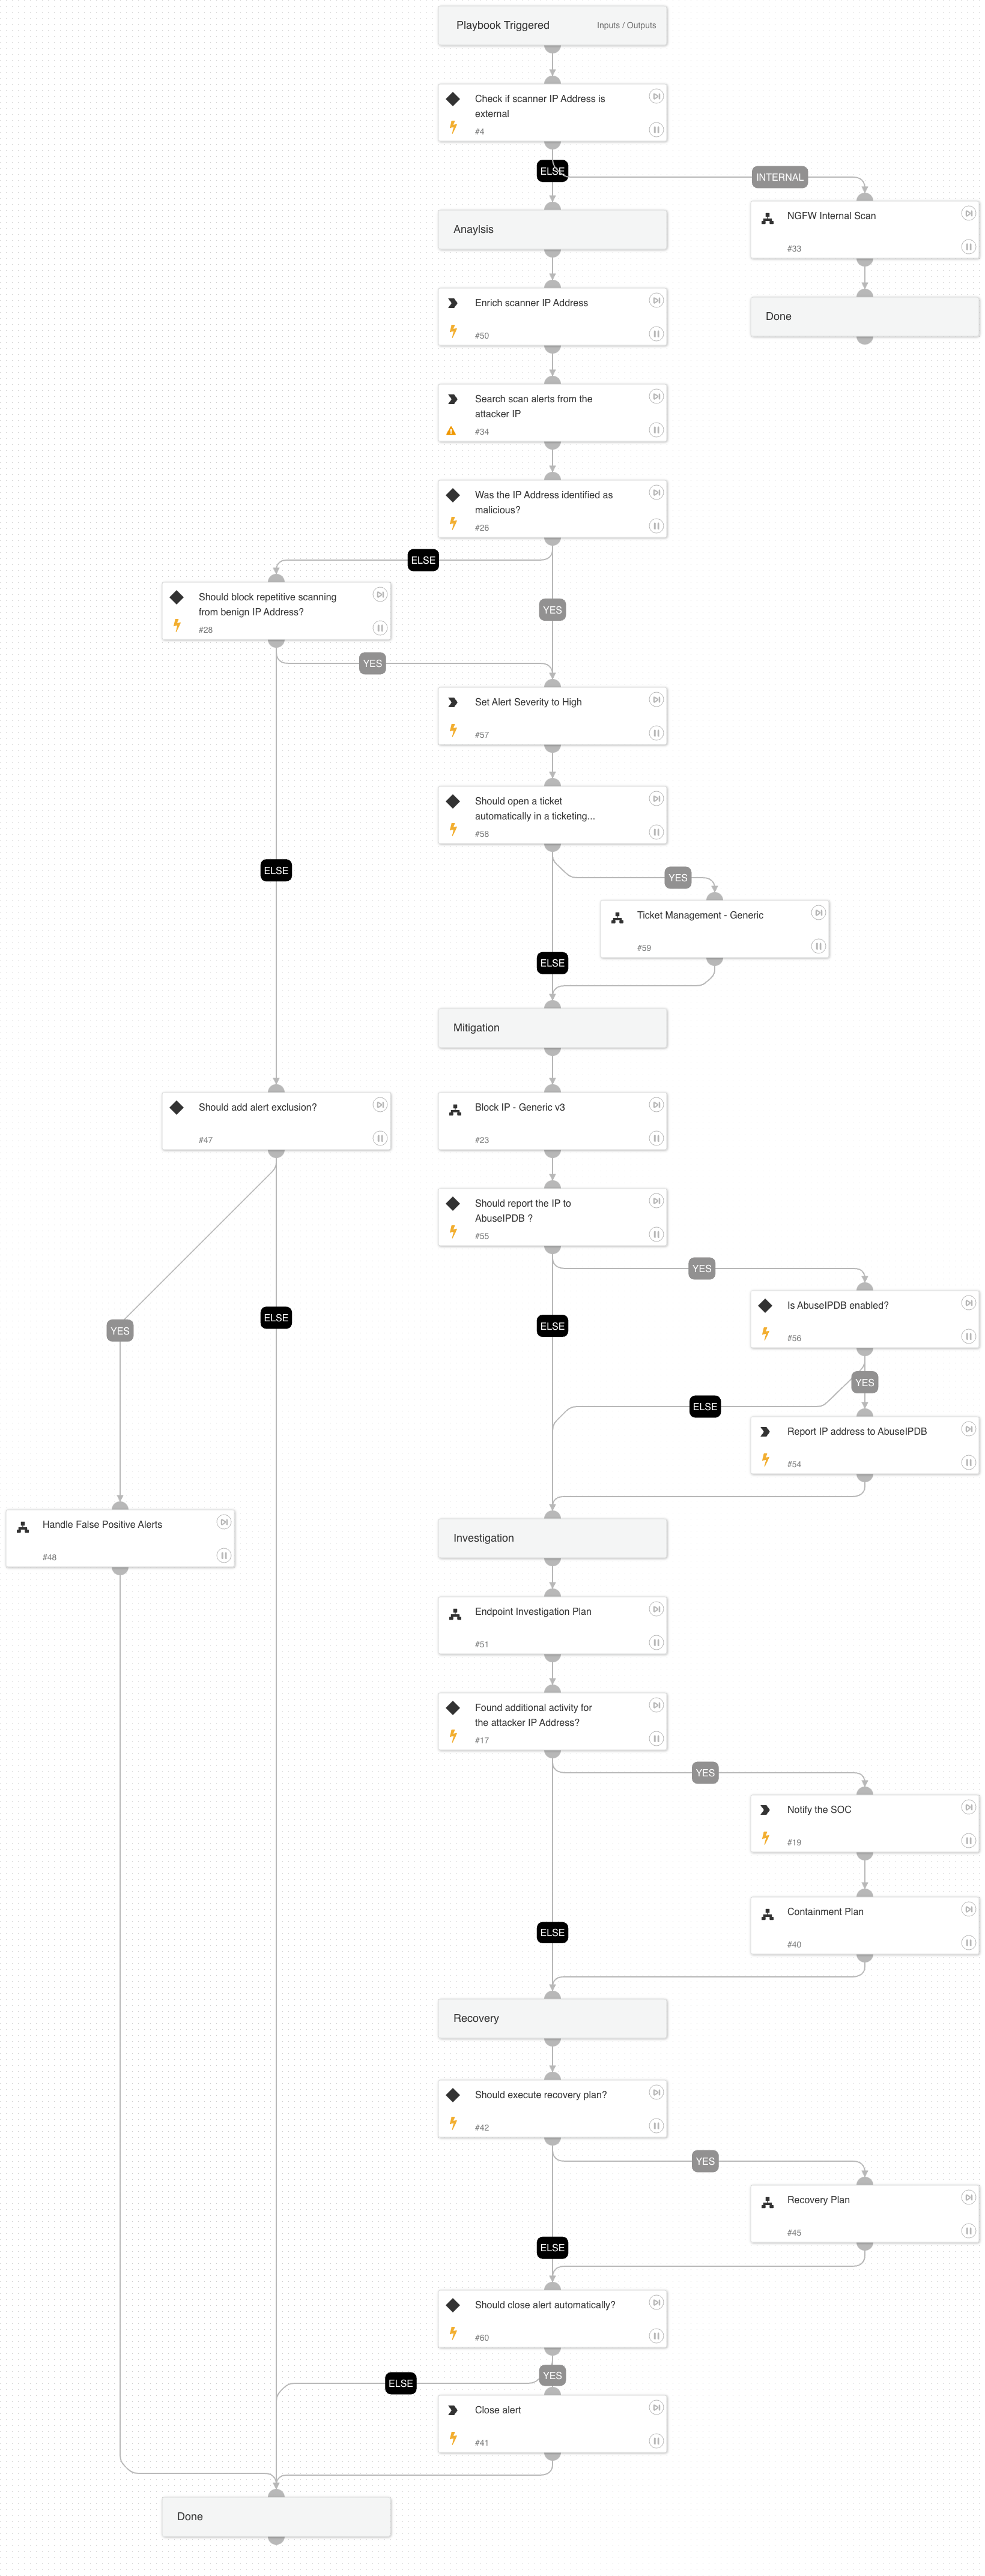 Playbook Triggered
Inputs / Outputs
Check if scanner IP Address is
external
#4
ELSE
INTERNAL
Anaylsis
NGFW Internal Scan
#33
Enrich scanner IP Address
#50
Done
Search scan alerts from the
attacker IP
#34
Was the IP Address identified as
malicious?
#26
ELSE
Should block repetitive scanning
from benign IP Address?
#28
YES
YES
Set Alert Severity to High
#57
Should open a ticket
automatically in a ticketing...
#58
ELSE
YES
Ticket Management - Generic
#59
ELSE
Mitigation
Should add alert exclusion?
#47
Block IP - Generic v3
#23
Should report the IP to
AbuseIPDB ?
#55
YES
Is AbuseIPDB enabled?
#56
ELSE
ELSE
YES
YES
ELSE
Report IP address to AbuseIPDB
#54
Handle False Positive Alerts
#48
Investigation
Endpoint Investigation Plan
#51
Found additional activity for
the attacker IP Address?
#17
YES
Notify the SOC
#19
Containment Plan
#40
ELSE
Recovery
Should execute recovery plan?
#42
YES
Recovery Plan
#45
ELSE
Should close alert automatically?
#60
YES
ELSE
Close alert
#41
Done